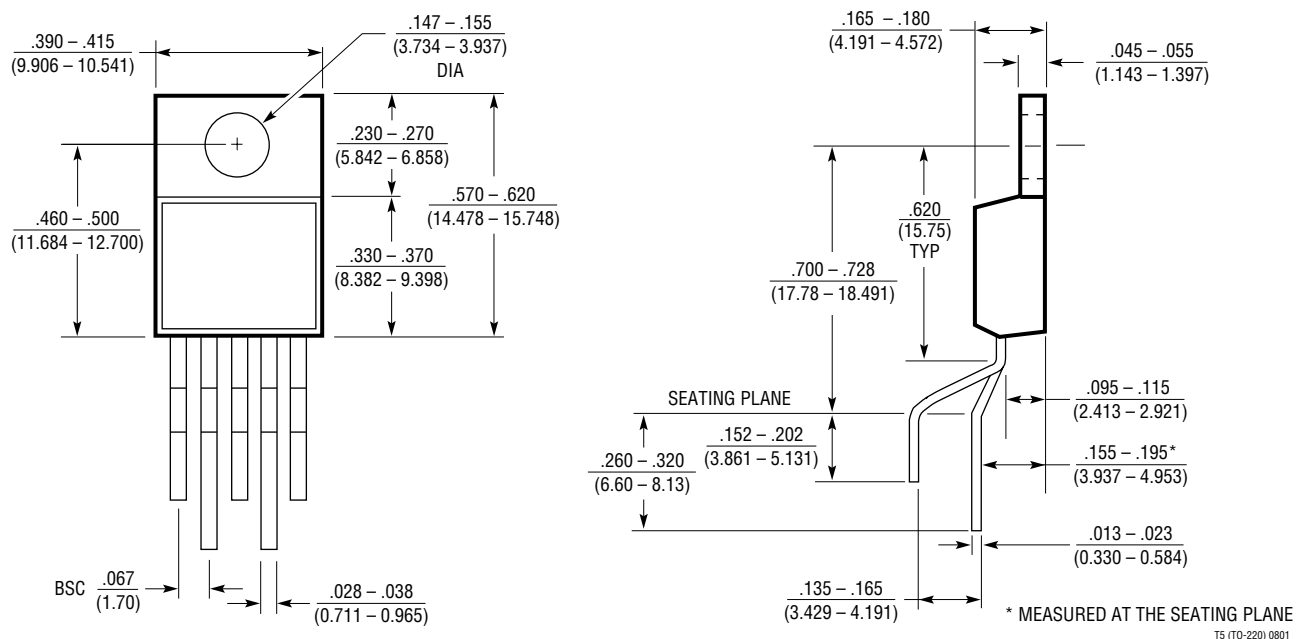 .390 – .415
(9.906 – 10.541)
.147 – .155
(3.734 – 3.937)
DIA
.230 – .270
(5.842 – 6.858)
.570 – .620
(14.478 – 15.748)
.460 – .500
(11.684 – 12.700)
.330 – .370
(8.382 – 9.398)
BSC
.067
(1.70)
.028 – .038
(0.711 – 0.965)
.165 – .180
(4.191 – 4.572)
.045 – .055
(1.143 – 1.397)
.620
(15.75)
TYP
.700 – .728
(17.78 – 18.491)
SEATING PLANE
.095 – .115
(2.413 – 2.921)
.152 – .202
(3.861 – 5.131)
.260 – .320
(6.60 – 8.13)
.155 – .195*
(3.937 – 4.953)
.013 – .023
(0.330 – 0.584)
.135 – .165
(3.429 – 4.191)
* MEASURED AT THE SEATING PLANE
T5 (TO-220) 0801